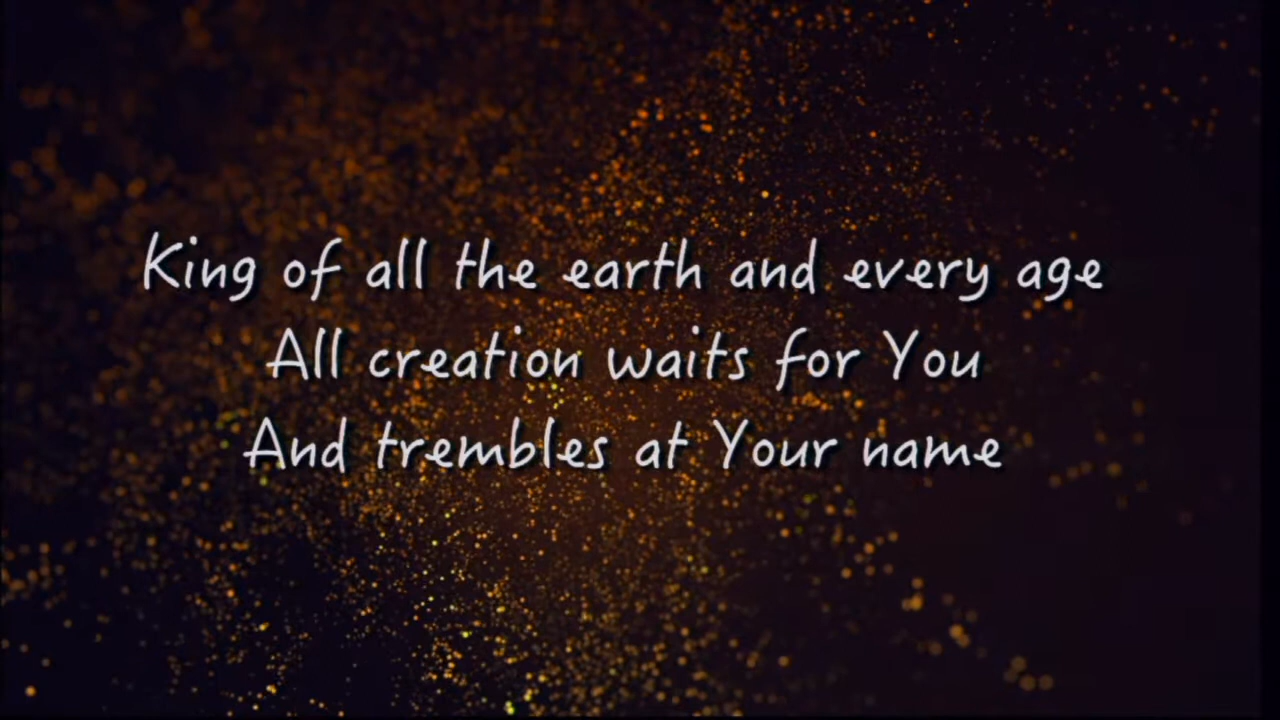 King of all the earth and every age
All creation waits for You
And trembles at Your name